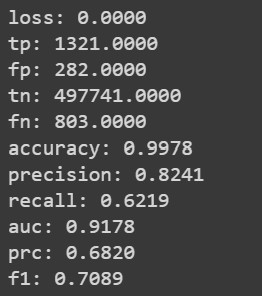 loss: 0.0000
tp: 1321.0000
fp: 282.0000
tn: 497741.0000
fn: 803.0000
accuracy: 0.9978
precision: 0.8241
recall: 0.6219
auc: 0.9178
prc: 0.6820
f1: 0.7089